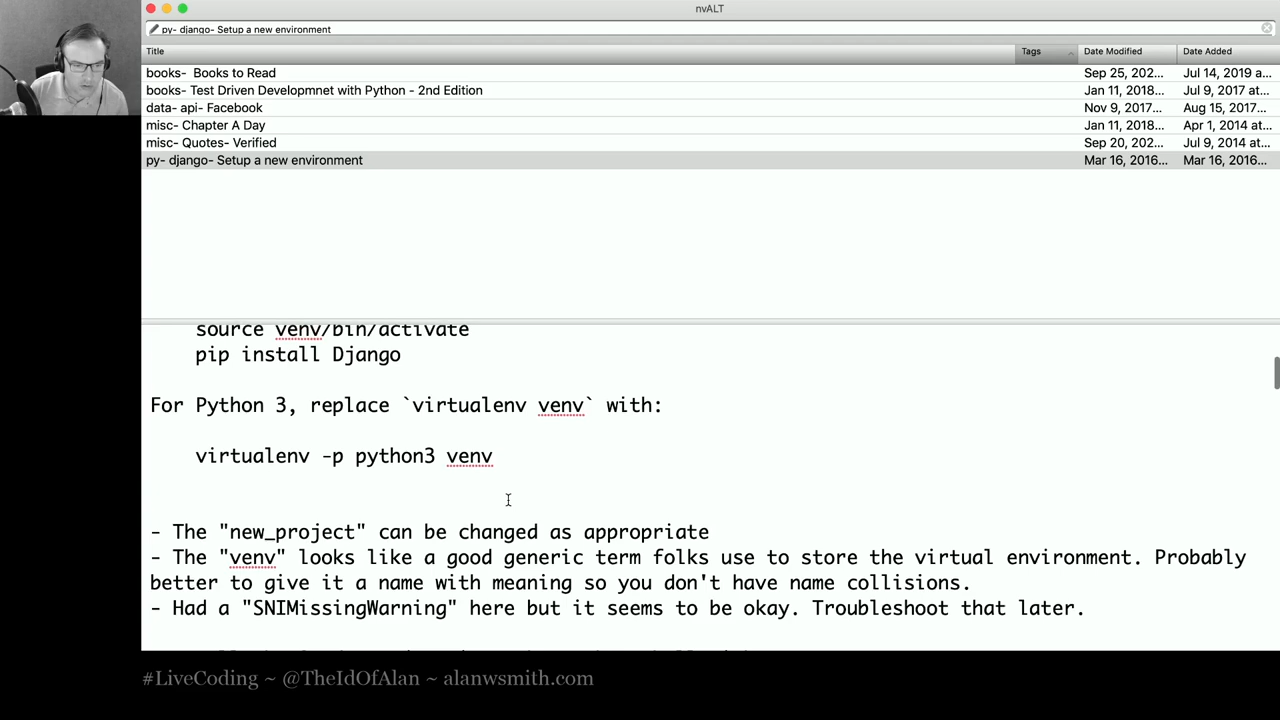 nvALT
py- django- Setup a new environment
Title Tags Date Modified Date Added
books- Books to Read Sep 25, 202... Jul 14, 2019 a...
books- Test Driven Developmnet with Python - 2nd Edition Jan 11, 2018... Jul 9, 2017 at...
data- api- Facebook Nov 9, 2017... Aug 15, 2017...
misc- Chapter A Day Jan 11, 2018... Apr 1, 2014 at...
misc- Quotes- Verified Sep 20, 202... Jul 9, 2014 at...
py- django- Setup a new environment Mar 16, 2016... Mar 16, 2016...
source venv/bin/activate
pip install Django
For Python 3, replace `virtualenv venv` with:
virtualenv -p python3 venv
- The "new_project" can be changed as appropriate
- The "venv" looks like a good generic term folks use to store the virtual environment. Probably
better to give it a name with meaning so you don't have name collisions.
- Had a "SNIMissingWarning" here but it seems to be okay. Troubleshoot that later.
#LiveCoding ~ @TheIdOfAlan ~ alanwsmith.com